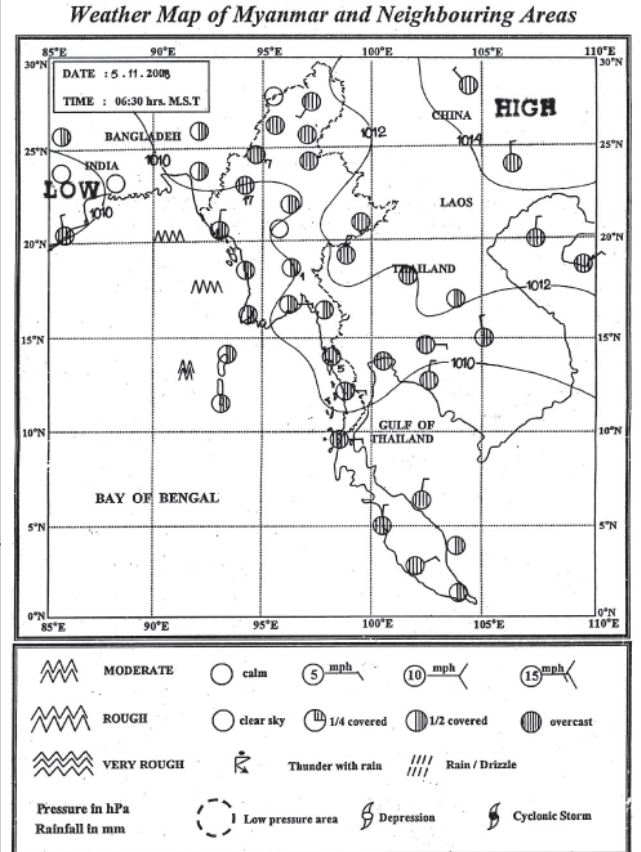 Weather Map of Myanmar and Neighbouring Areas
85°E 90°E 95°E 100°E 105°E 110°E
30°N 30°N
DATE : 5.11.2008
TIME : 06:30 hrs. M.S.T
CHINA HIGH
BANGLADEH 1012
1014
25°N 25°N
1010 7
INDIA
LOW 17 LAOS
1010
20°N 20°N
1 THAILAND
1012
15°N 15°N
5 1010
GULF OF
THAILAND
10°N 10°N
BAY OF BENGAL
5°N 5°N
0°N 0°N
85°E 90°E 95°E 100°E 105°E 110°E
MODERATE calm 5 mph 10 mph 15 mph
ROUGH clear sky 1/4 covered 1/2 covered overcast
VERY ROUGH Thunder with rain Rain / Drizzle
Pressure in hPa
Rainfall in mm
Low pressure area Depression Cyclonic Storm